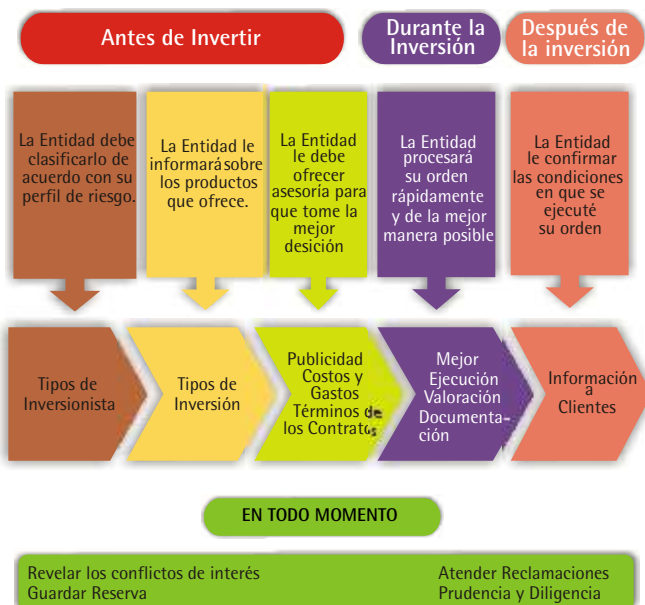 Antes de Invertir
Durante la
Inversión
Después de
la inversión
La Entidad debe
clasificarlo de
acuerdo con su
perfil de riesgo.
La Entidad le
informará sobre
los productos
que ofrece.
La Entidad
le debe
ofrecer
asesoría para
que tome la
mejor
desición
La Entidad
procesará
su orden
rápidamente
y de la mejor
manera posible
La Entidad
le confirmar
las condiciones
en que se
ejecuté
su orden
Tipos de
Inversionista
Tipos de
Inversión
Publicidad
Costos y
Gastos
Términos de
los Contratos
Mejor
Ejecución
Valoración
Documenta-
ción
Información
a
Clientes
EN TODO MOMENTO
Revelar los conflictos de interés
Guardar Reserva
Atender Reclamaciones
Prudencia y Diligencia